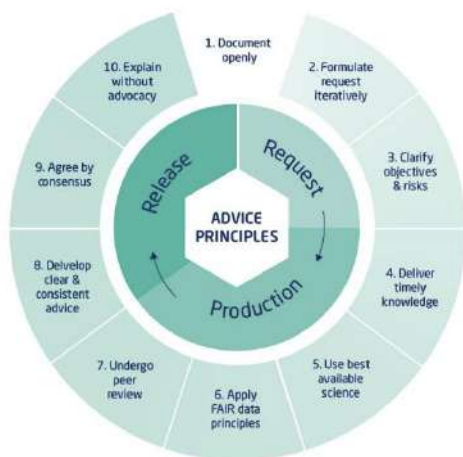 1. Document
openly
2. Formulate
request
iteratively
3. Clarify
objectives
& risks
4. Deliver
timely
knowledge
5. Use best
available
science
6. Apply
FAIR data
principles
7. Undergo
peer
review
8. Delvelop
clear &
consistent
advice
9. Agree by
consensus
10. Explain
without
advocacy
Release
Request
Production
ADVICE
PRINCIPLES